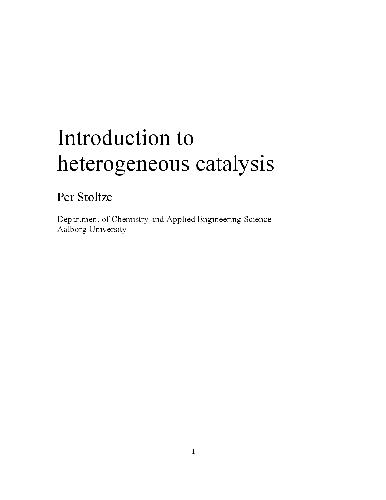 Introduction to
heterogeneous catalysis
Per Stoltze
Department of Chemistry and Applied Engineering Science
Aalborg University
1